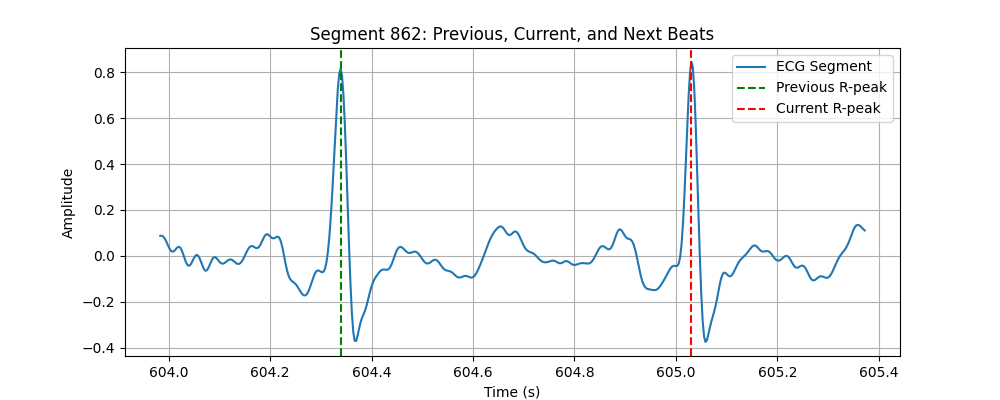 Segment 862: Previous, Current, and Next Beats
ECG Segment
Previous R-peak
Current R-peak
Amplitude
0.8
0.6
0.4
0.2
0.0
−0.2
−0.4
604.0 604.2 604.4 604.6 604.8 605.0 605.2 605.4
Time (s)